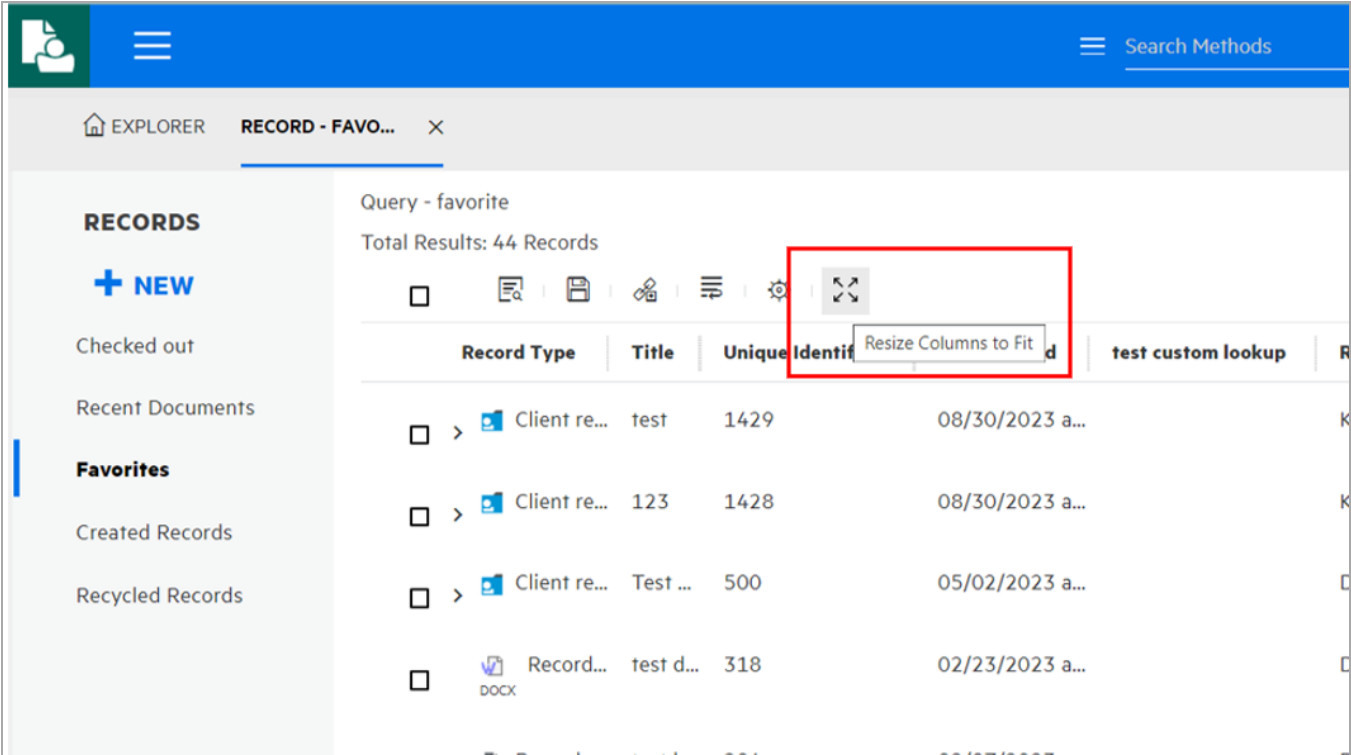 Search Methods
EXPLORER RECORD - FAVO...
RECORDS
NEW
Checked out
Recent Documents
Favorites
Created Records
Recycled Records
Query - favorite
Total Results: 44 Records
Resize Columns to Fit
Record Type Title Unique Identif d test custom lookup R
Client re... test 1429 08/30/2023 a... K
Client re... 123 1428 08/30/2023 a... K
Client re... Test ... 500 05/02/2023 a... D
Record... test d... 318 02/23/2023 a... D
DOCX